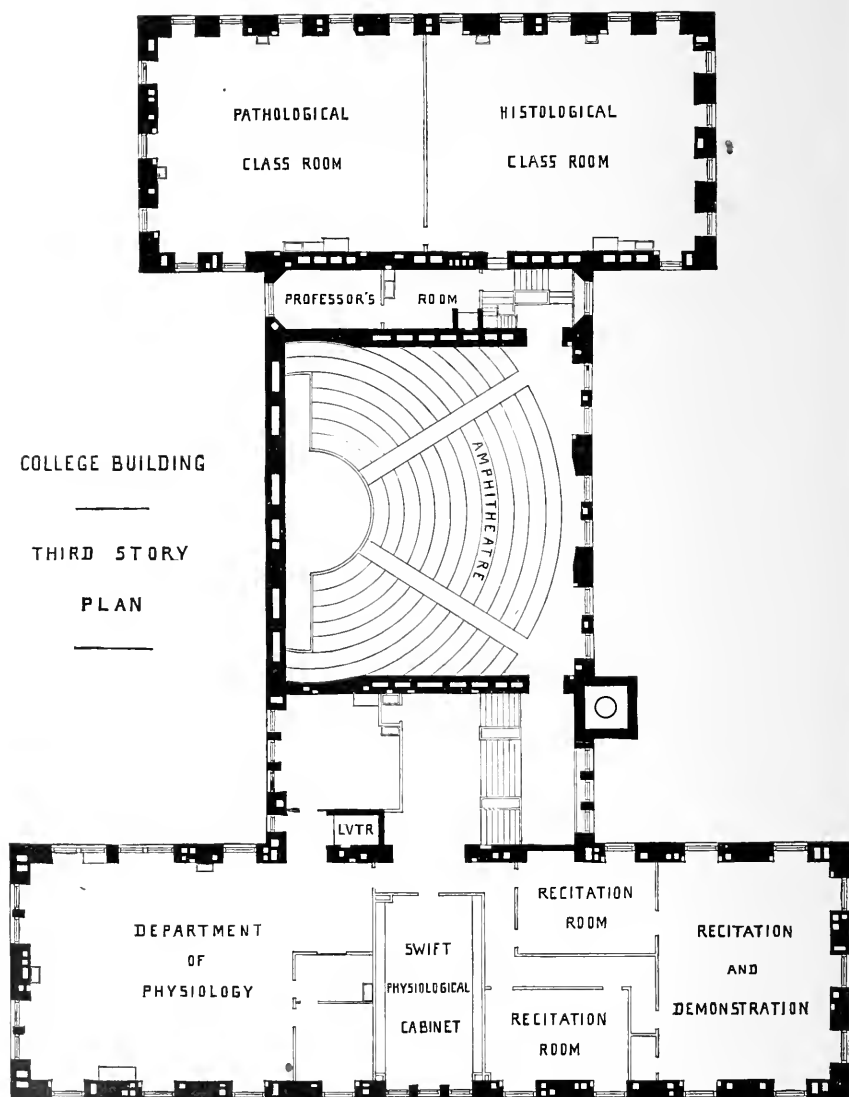 PATHOLOGICAL
CLASS ROOM
HISTOLOGICAL
CLASS ROOM
PROFESSOR'S ROOM
COLLEGE BUILDING
THIRD STORY
PLAN
AMPHITHEATRE
LVTR
DEPARTMENT
OF
PHYSIOLOGY
SWIFT
PHYSIOLOGICAL
CABINET
RECITATION
ROOM
RECITATION
ROOM
RECITATION
AND
DEMONSTRATION